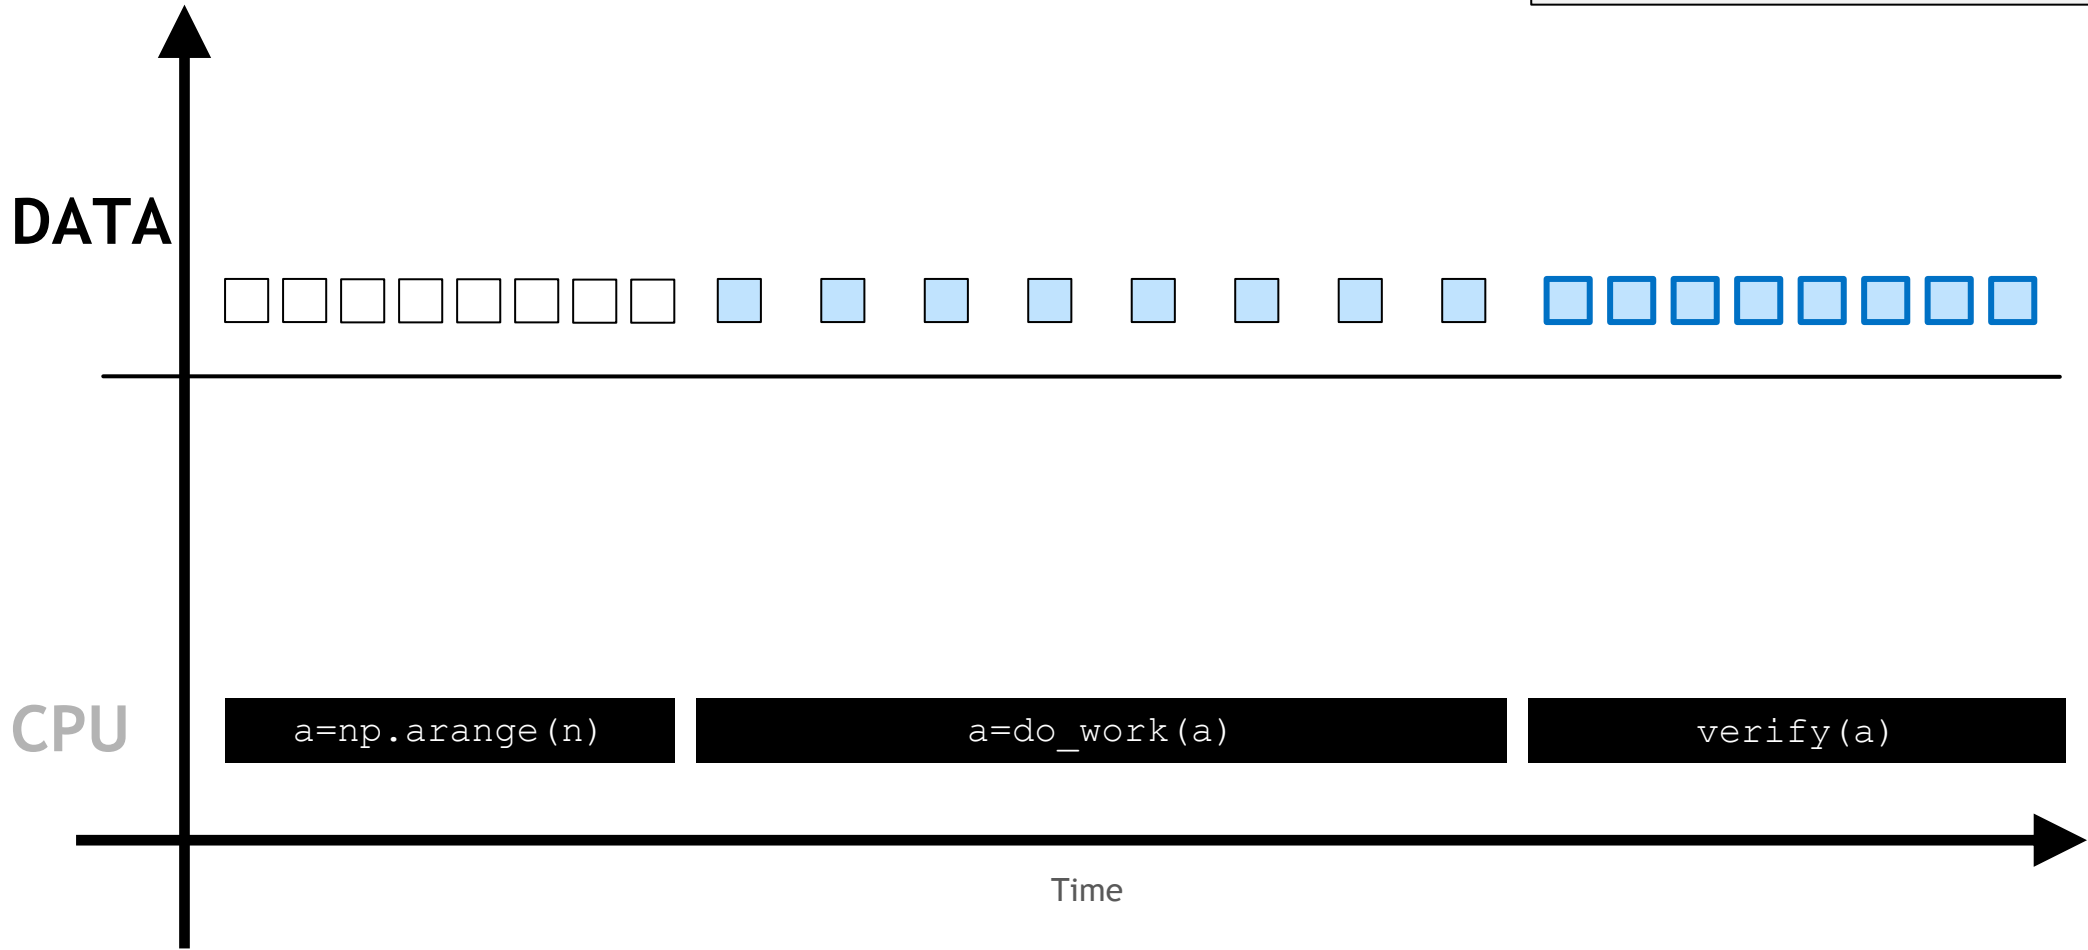 DATA
CPU
a=np.arange(n)
a=do_work(a)
verify(a)
Time